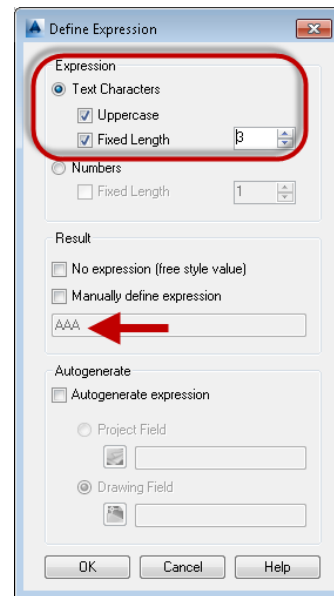 Define Expression
Expression
Text Characters
Uppercase
Fixed Length 3
Numbers
Fixed Length 1
Result
No expression (free style value)
Manually define expression
AAA
Autogenerate
Autogenerate expression
Project Field
Drawing Field
OK Cancel Help